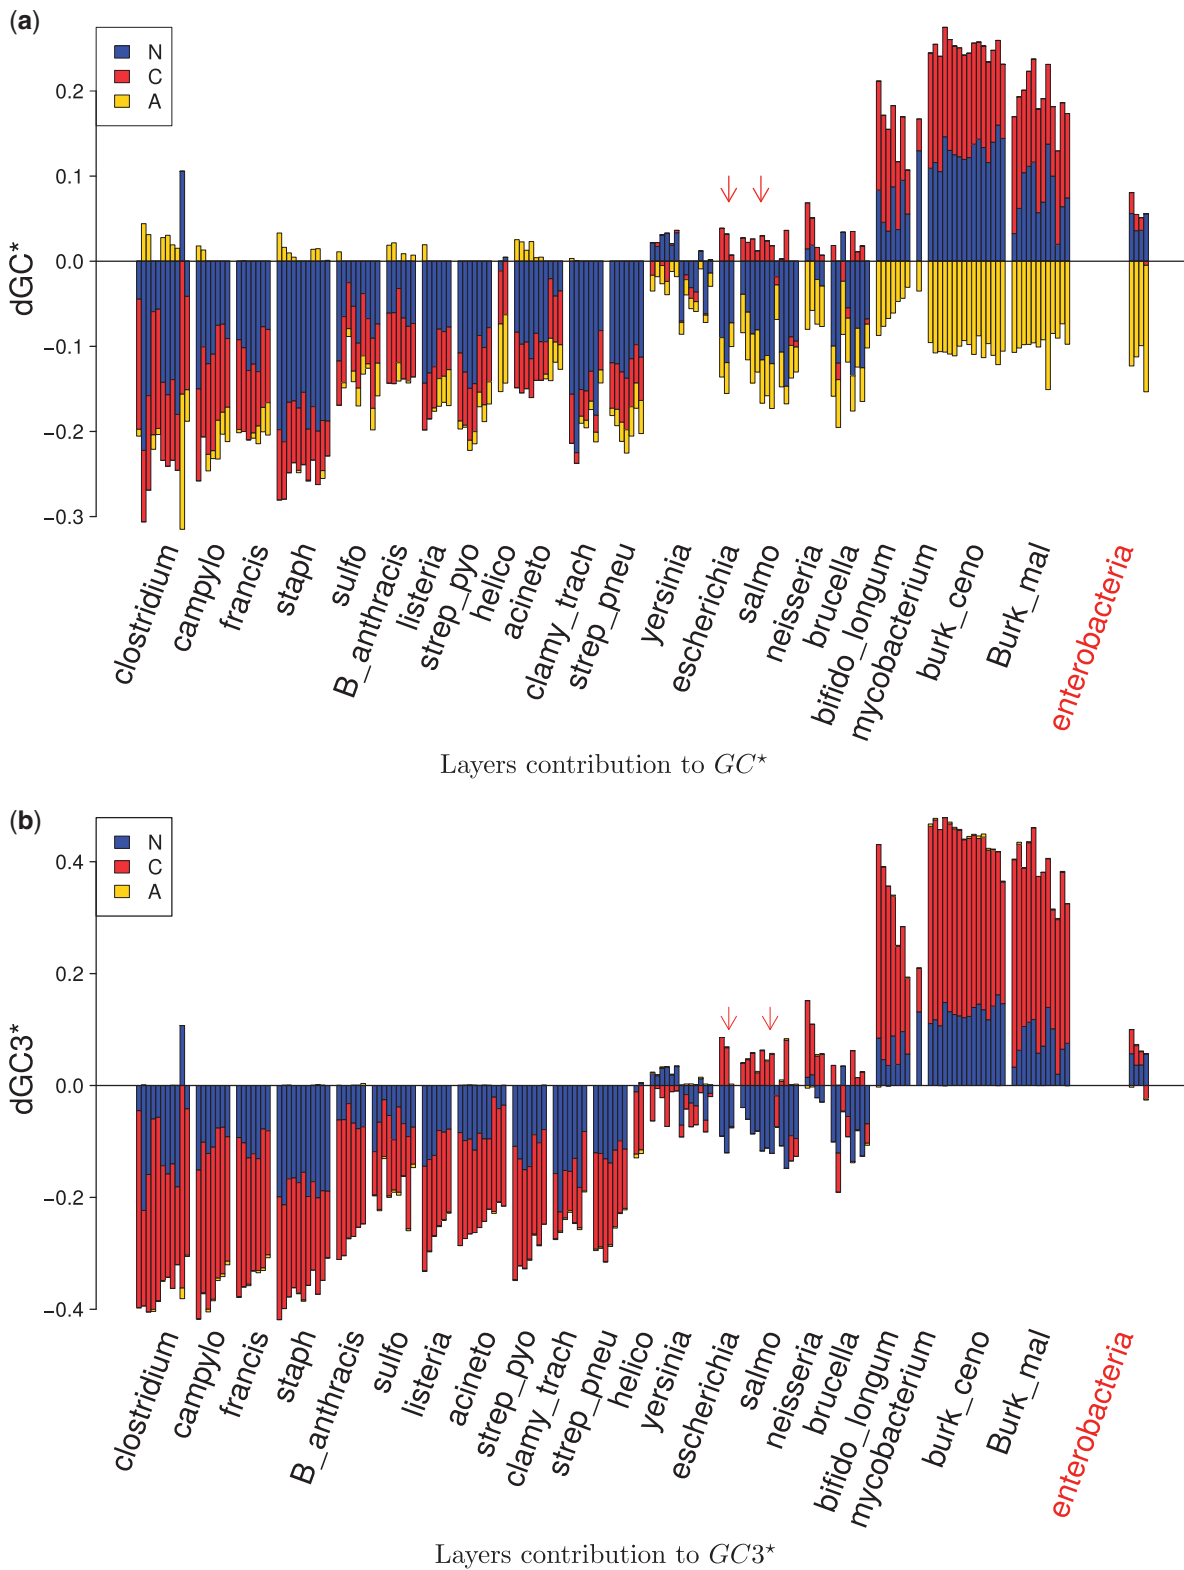 (a)
N
C
A
dGC*
0.2
0.1
0.0
−0.1
−0.2
−0.3
clostridium
campylo
francis
staph
sulfo
B_anthracis
listeria
strep_pyo
helico
acineto
clamy_trach
strep_pneu
yersinia
escherichia
salmo
neisseria
brucella
bifido_longum
mycobacterium
burk_ceno
Burk_mal
enterobacteria
Layers contribution to GC⋆
(b)
N
C
A
dGC3*
0.4
0.2
0.0
−0.2
−0.4
clostridium
campylo
francis
staph
B_anthracis
sulfo
listeria
acineto
strep_pyo
clamy_trach
strep_pneu
helico
yersinia
escherichia
salmo
neisseria
brucella
bifido_longum
mycobacterium
burk_ceno
Burk_mal
enterobacteria
Layers contribution to GC3⋆